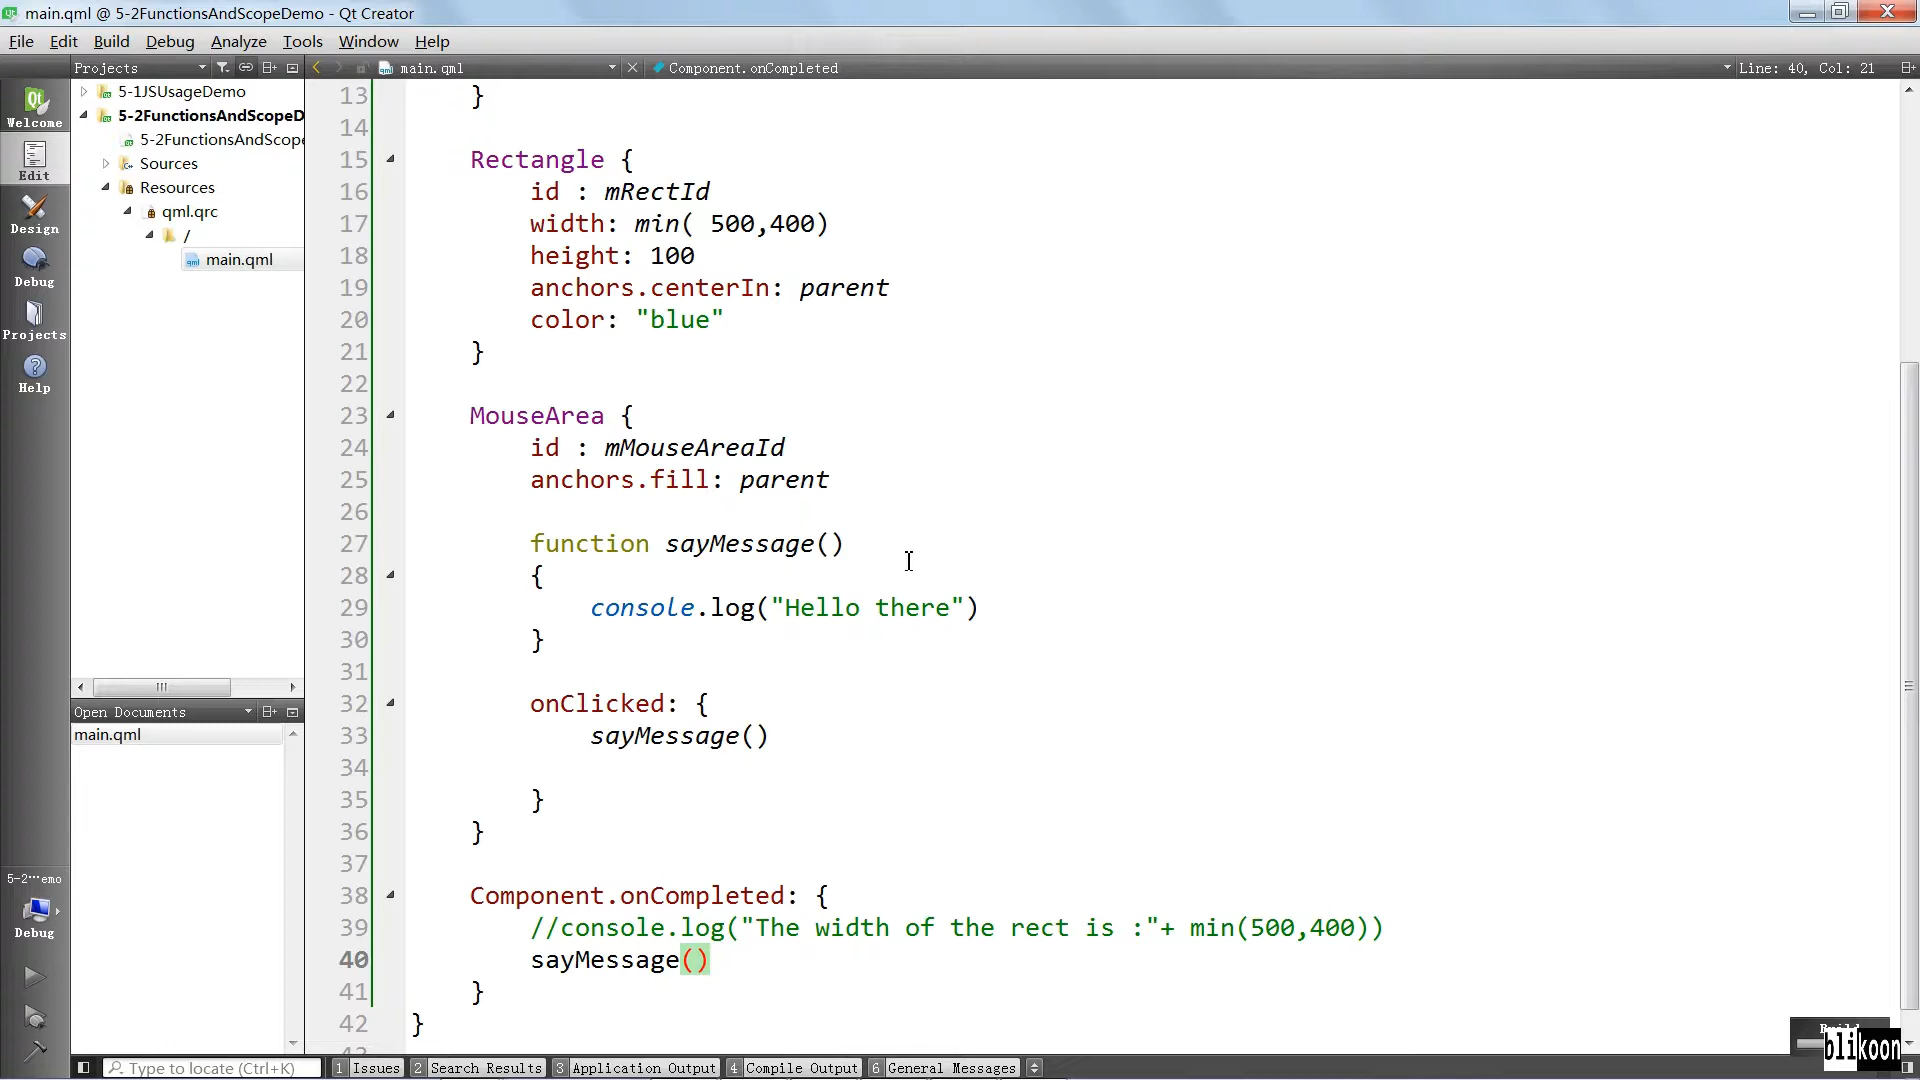 main.qml @ 5-2FunctionsAndScopeDemo - Qt Creator
File Edit Build Debug Analyze Tools Window Help
Projects
main.qml
Component.onCompleted
Line: 40, Col: 21
Welcome
Edit
Design
Debug
Projects
Help
5-1JSUsageDemo
5-2FunctionsAndScopeD
5-2FunctionsAndScope
Sources
Resources
qml.qrc
/
main.qml
Open Documents
main.qml
5-2···emo
Debug
13 }
14
15 Rectangle {
16 id : mRectId
17 width: min( 500,400)
18 height: 100
19 anchors.centerIn: parent
20 color: "blue"
21 }
22
23 MouseArea {
24 id : mMouseAreaId
25 anchors.fill: parent
26
27 function sayMessage()
28 {
29 console.log("Hello there")
30 }
31
32 onClicked: {
33 sayMessage()
34
35 }
36 }
37
38 Component.onCompleted: {
39 //console.log("The width of the rect is :"+ min(500,400))
40 sayMessage()
41 }
42 }
Type to locate (Ctrl+K)
1 Issues 2 Search Results 3 Application Output 4 Compile Output 6 General Messages
blikoon